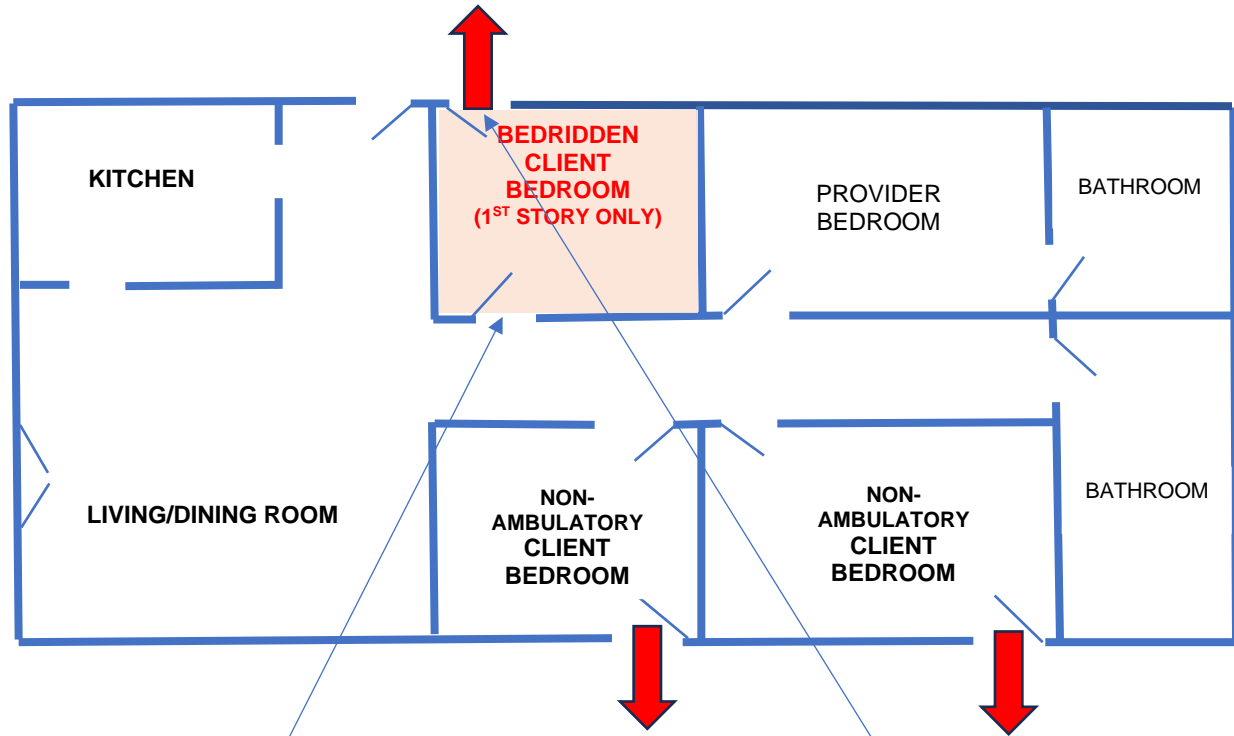 BEDRIDDEN
CLIENT
BEDROOM
(1ST STORY ONLY)
KITCHEN
PROVIDER
BEDROOM
BATHROOM
LIVING/DINING ROOM
NON-
AMBULATORY
CLIENT
BEDROOM
NON-
AMBULATORY
CLIENT
BEDROOM
BATHROOM